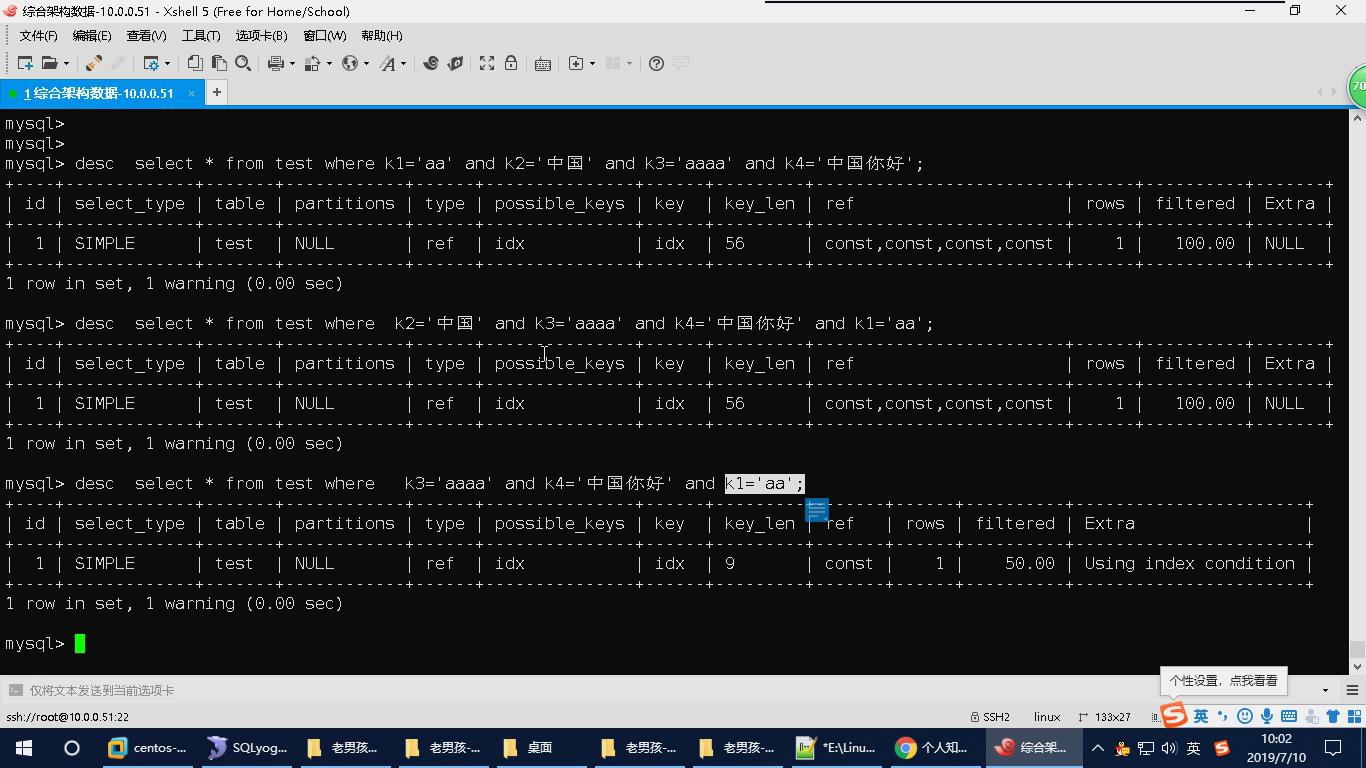 综合架构数据-10.0.0.51 - Xshell 5 (Free for Home/School)
文件(F) 编辑(E) 查看(V) 工具(T) 选项卡(B) 窗口(W) 帮助(H)
70
1 综合架构数据-10.0.0.51 × +
mysql>
mysql>
mysql> desc  select * from test where k1='aa' and k2='中国' and k3='aaaa' and k4='中国你好';
| id | select_type | table | partitions | type | possible_keys | key | key_len | ref | rows | filtered | Extra |
| 1 | SIMPLE | test | NULL | ref | idx | idx | 56 | const,const,const,const | 1 | 100.00 | NULL |
1 row in set, 1 warning (0.00 sec)
mysql> desc  select * from test where  k2='中国' and k3='aaaa' and k4='中国你好' and k1='aa';
| id | select_type | table | partitions | type | possible_keys | key | key_len | ref | rows | filtered | Extra |
| 1 | SIMPLE | test | NULL | ref | idx | idx | 56 | const,const,const,const | 1 | 100.00 | NULL |
1 row in set, 1 warning (0.00 sec)
mysql> desc  select * from test where   k3='aaaa' and k4='中国你好' and k1='aa';
| id | select_type | table | partitions | type | possible_keys | key | key_len | ref | rows | filtered | Extra |
| 1 | SIMPLE | test | NULL | ref | idx | idx | 9 | const | 1 | 50.00 | Using index condition |
1 row in set, 1 warning (0.00 sec)
mysql>
个性设置，点我看看
仅将文本发送到当前选项卡
ssh://root@10.0.0.51:22 SSH2 linux 133x27 英
centos-... SQLyog... 老男孩... 老男孩-... 桌面 老男孩-... 老男孩-... *E:\Linu... 个人知... 综合架... 英 10:02
2019/7/10